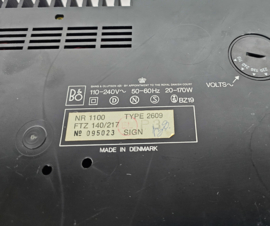 B&O
110-240V~ 50-60Hz 20-170W
D N S BZ19
VOLTS
NR 1100 TYPE 2609
FTZ 140/217
№ 095023 SIGN
MADE IN DENMARK